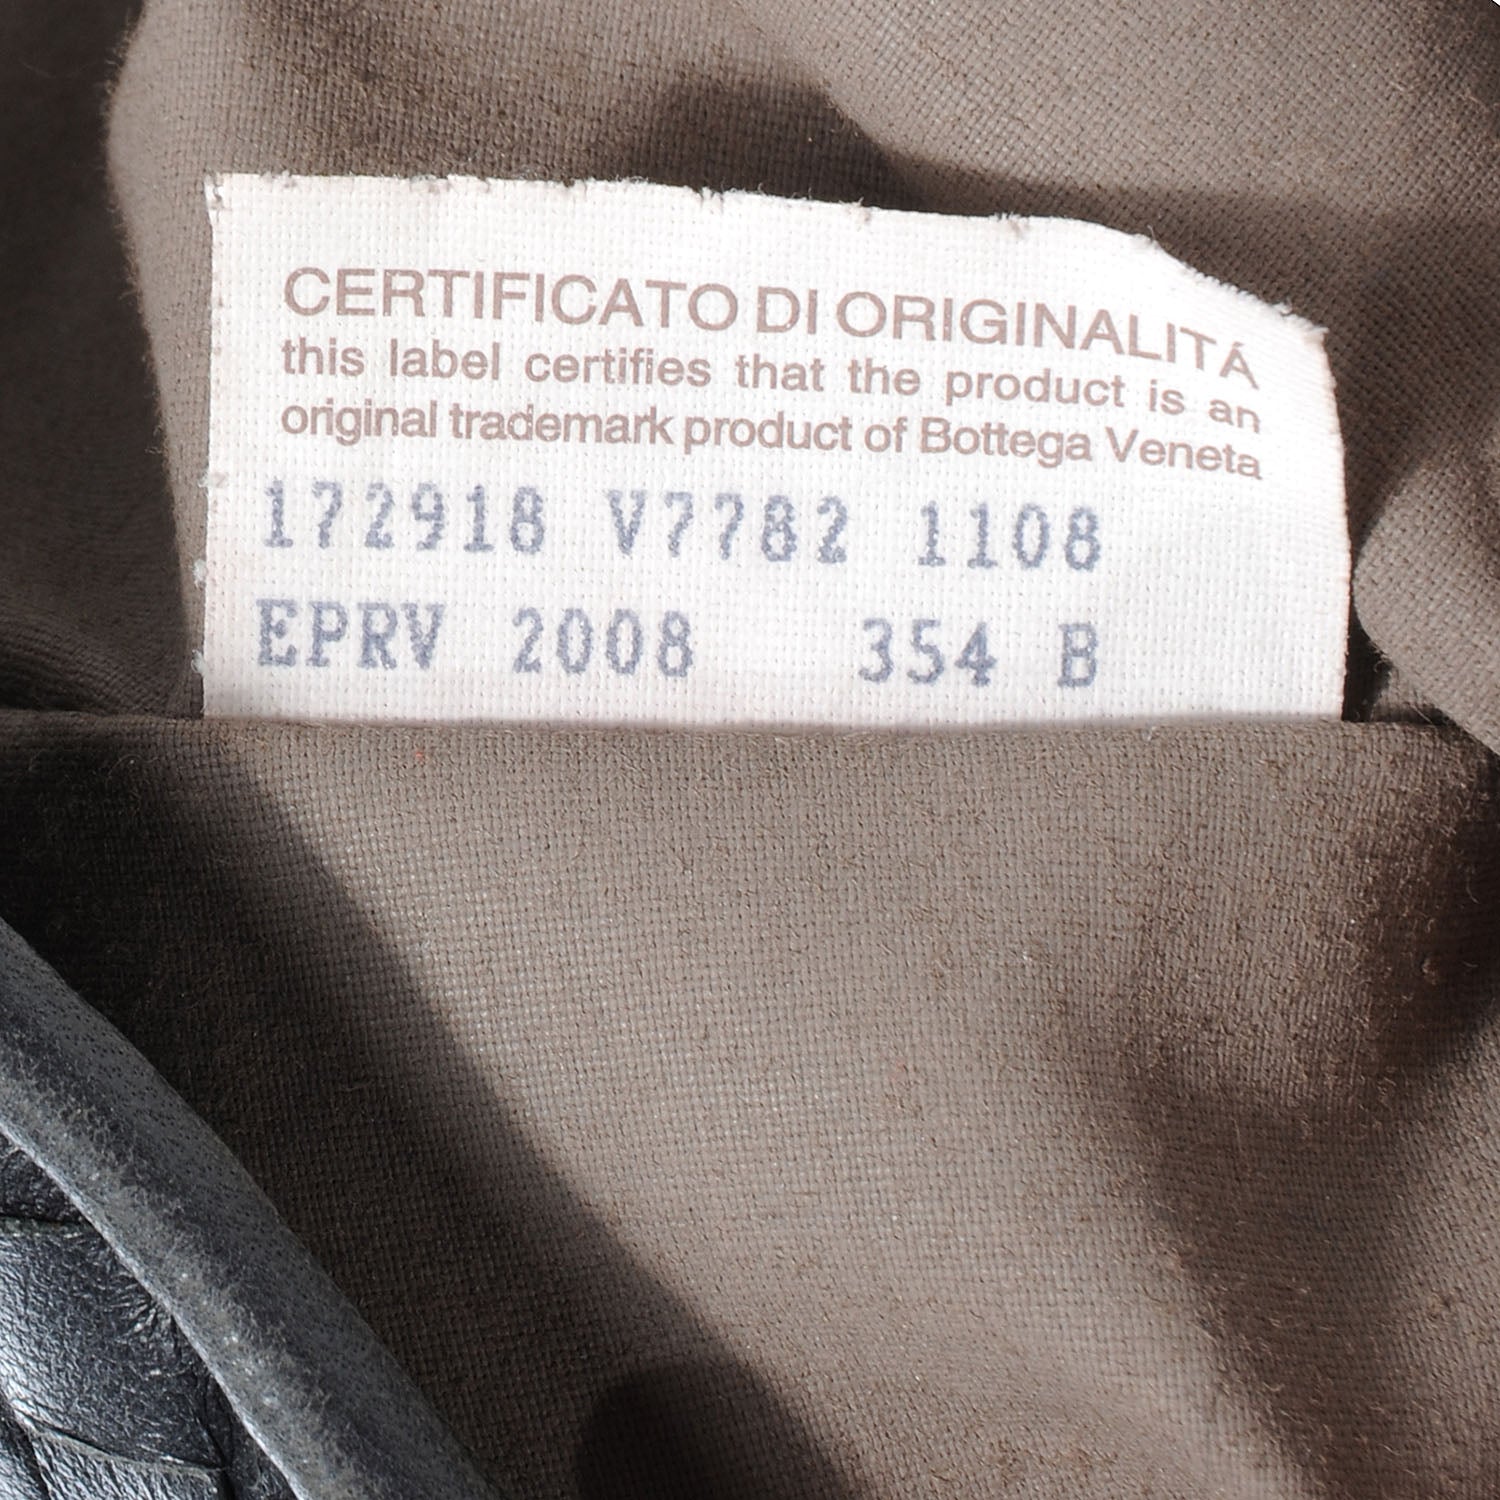 CERTIFICATO DI ORIGINALITÁ
this label certifies that the product is an
original trademark product of Bottega Veneta
172918 V7782 1108
EPRV 2008 354 B